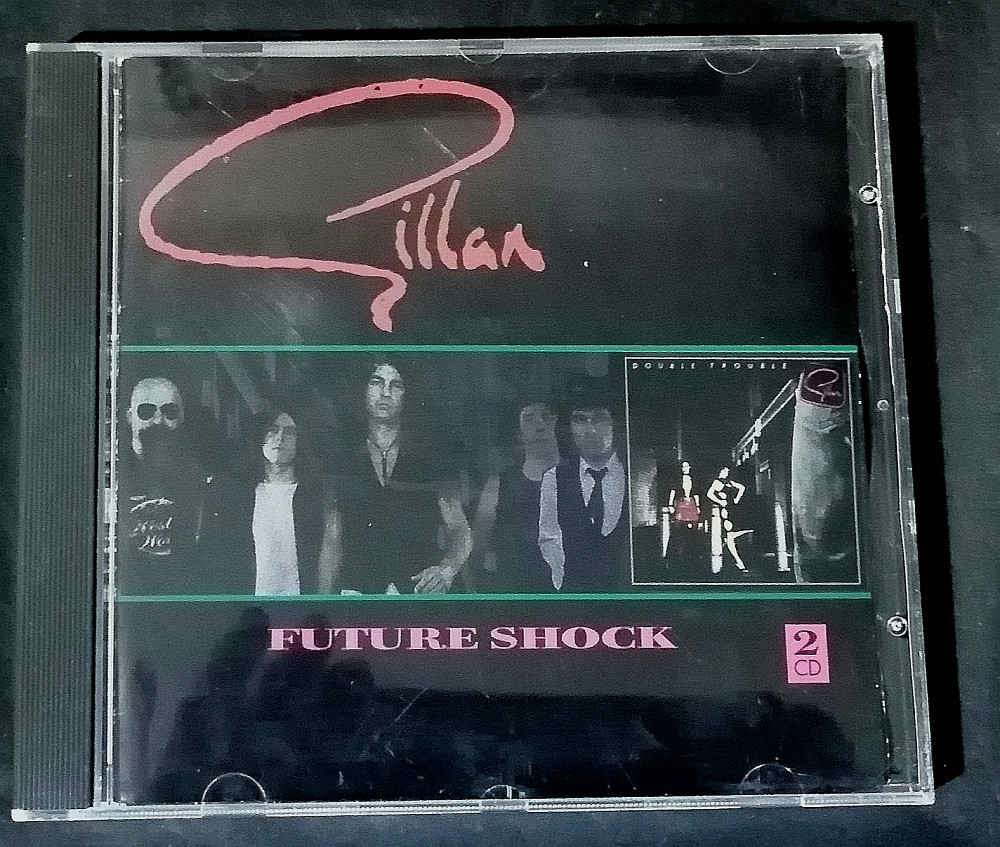 Gillan
DOUBLE TROUBLE
FUTURE SHOCK
2
CD